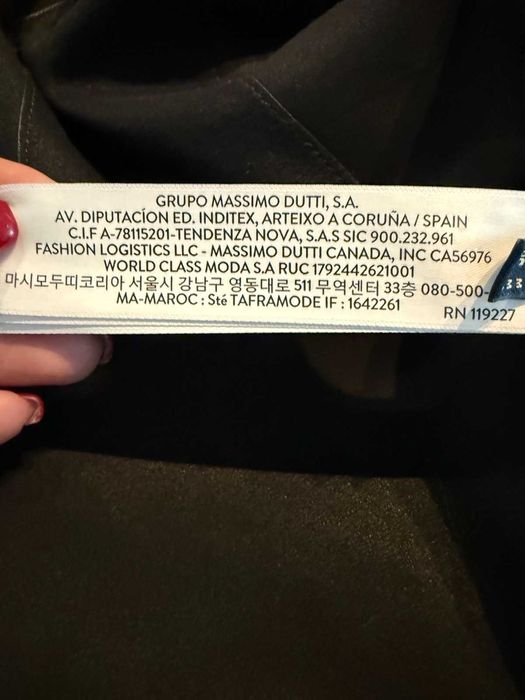 GRUPO MASSIMO DUTTI, S.A.
AV. DIPUTACÍON ED. INDITEX, ARTEIXO A CORUÑA / SPAIN
C.I.F A-78115201-TENDENZA NOVA, S.A.S SIC 900.232.961
FASHION LOGISTICS LLC - MASSIMO DUTTI CANADA, INC CA56976
WORLD CLASS MODA S.A RUC 1792442621001
마시모두띠코리아 서울시 강남구 영동대로 511 무역센터 33층 080-500-
MA-MAROC : Sté TAFRAMODE IF : 1642261
RN 119227